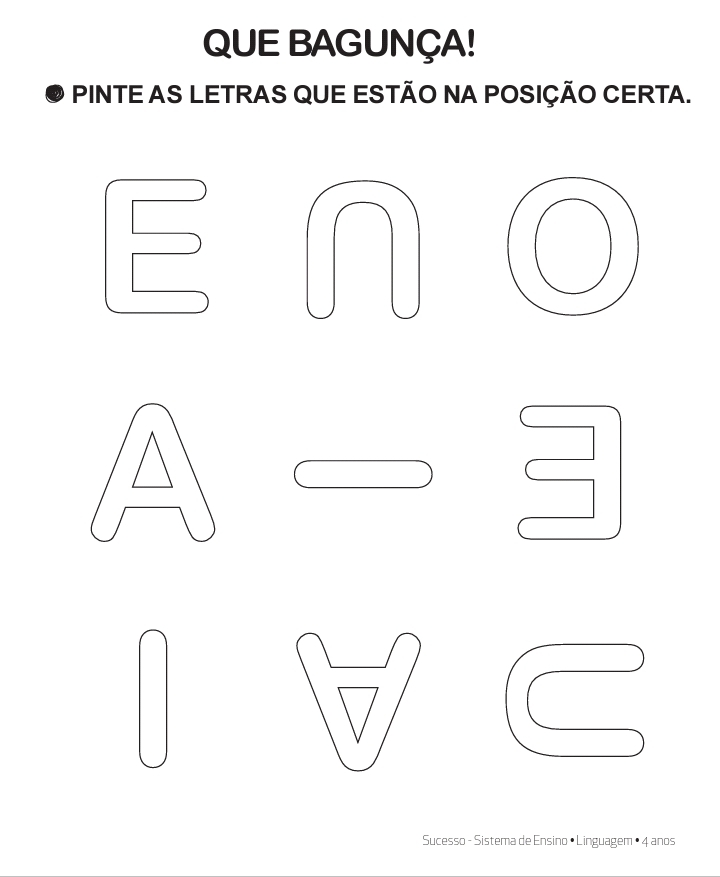 QUE BAGUNÇA!
PINTE AS LETRAS QUE ESTÃO NA POSIÇÃO CERTA.
E U O
A I E
I A U
Sucesso - Sistema de Ensino • Linguagem • 4 anos